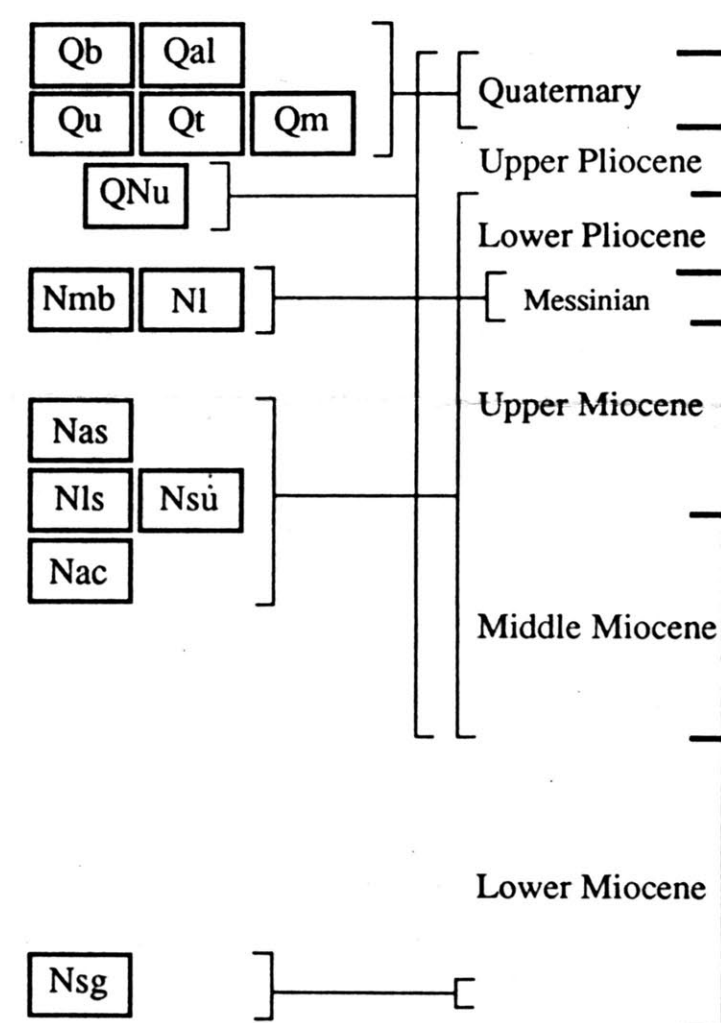 Qb Qal
Quaternary
Qu Qt Qm
Upper Pliocene
QNu
Lower Pliocene
Nmb Nl Messinian
Nas Upper Miocene
Nls Nsu̇
Nac
Middle Miocene
Lower Miocene
Nsg